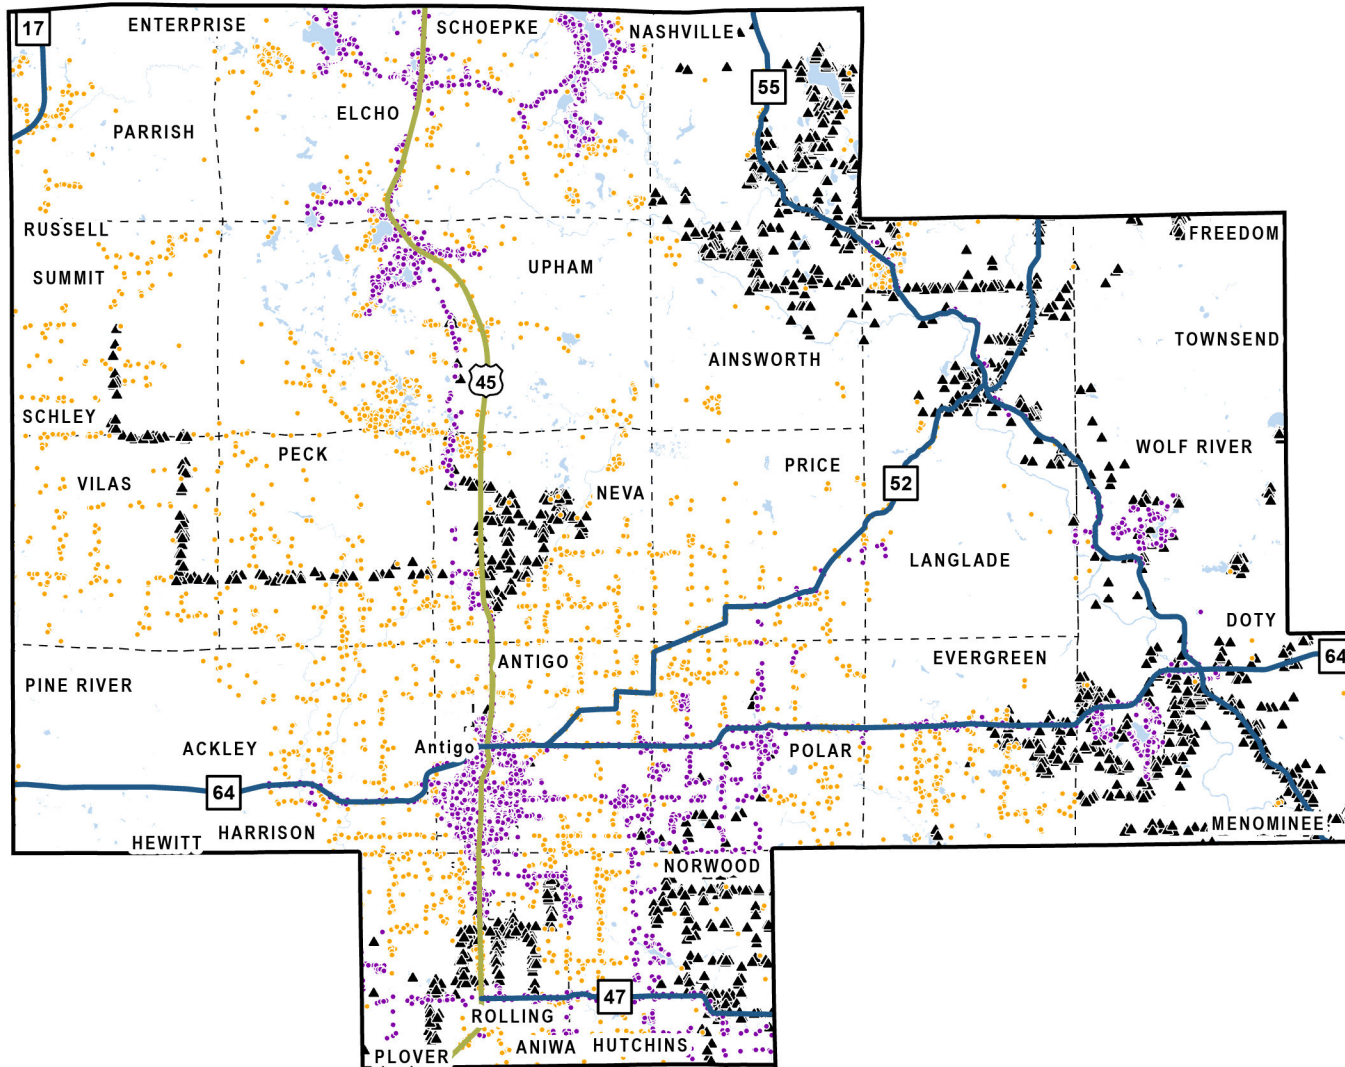 17
ENTERPRISE
SCHOEPKE
NASHVILLE
55
ELCHO
PARRISH
RUSSELL
FREEDOM
SUMMIT
UPHAM
TOWNSEND
AINSWORTH
45
SCHLEY
PECK
WOLF RIVER
PRICE
VILAS
NEVA
52
LANGLADE
DOTY
ANTIGO
EVERGREEN
64
PINE RIVER
ACKLEY
Antigo
POLAR
64
MENOMINEE
HARRISON
HEWITT
NORWOOD
47
ROLLING
ANIWA
HUTCHINS
PLOVER